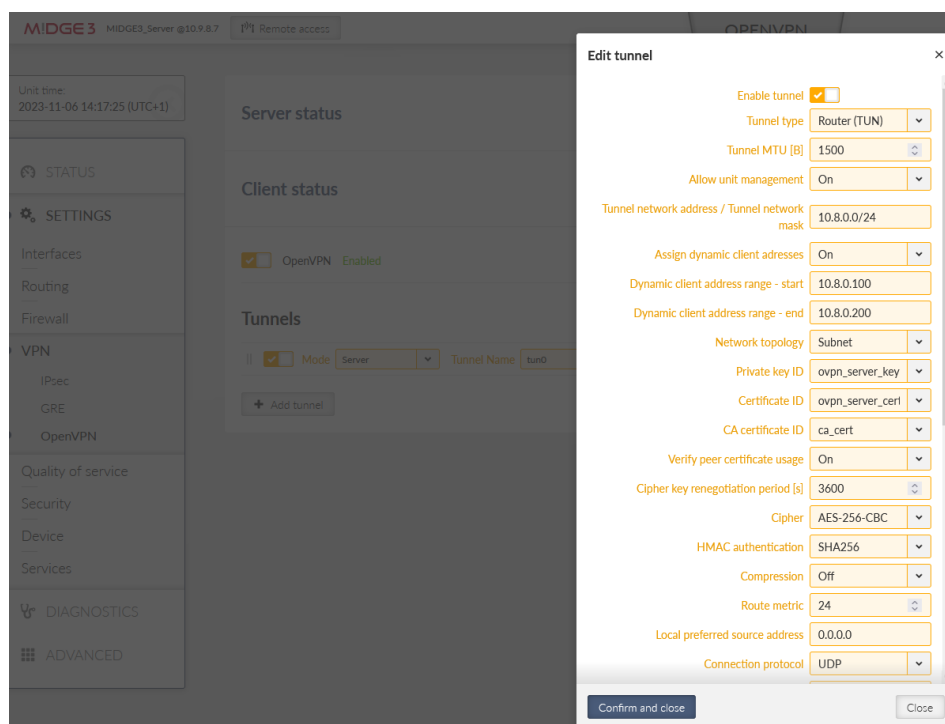 M!DGE 3 MIDGE3_Server @10.9.8.7 Remote access
OPENVPN
Unit time:
2023-11-06 14:17:25 (UTC+1)
STATUS
SETTINGS
Interfaces
Routing
Firewall
VPN
IPsec
GRE
OpenVPN
Quality of service
Security
Device
Services
DIAGNOSTICS
ADVANCED
Server status
Client status
OpenVPN Enabled
Tunnels
Mode Server Tunnel Name tun0
+ Add tunnel
Edit tunnel ×
Enable tunnel
Tunnel type Router (TUN)
Tunnel MTU [B] 1500
Allow unit management On
Tunnel network address / Tunnel network
mask 10.8.0.0/24
Assign dynamic client adresses On
Dynamic client address range - start 10.8.0.100
Dynamic client address range - end 10.8.0.200
Network topology Subnet
Private key ID ovpn_server_key
Certificate ID ovpn_server_cert
CA certificate ID ca_cert
Verify peer certificate usage On
Cipher key renegotiation period [s] 3600
Cipher AES-256-CBC
HMAC authentication SHA256
Compression Off
Route metric 24
Local preferred source address 0.0.0.0
Connection protocol UDP
Confirm and close Close